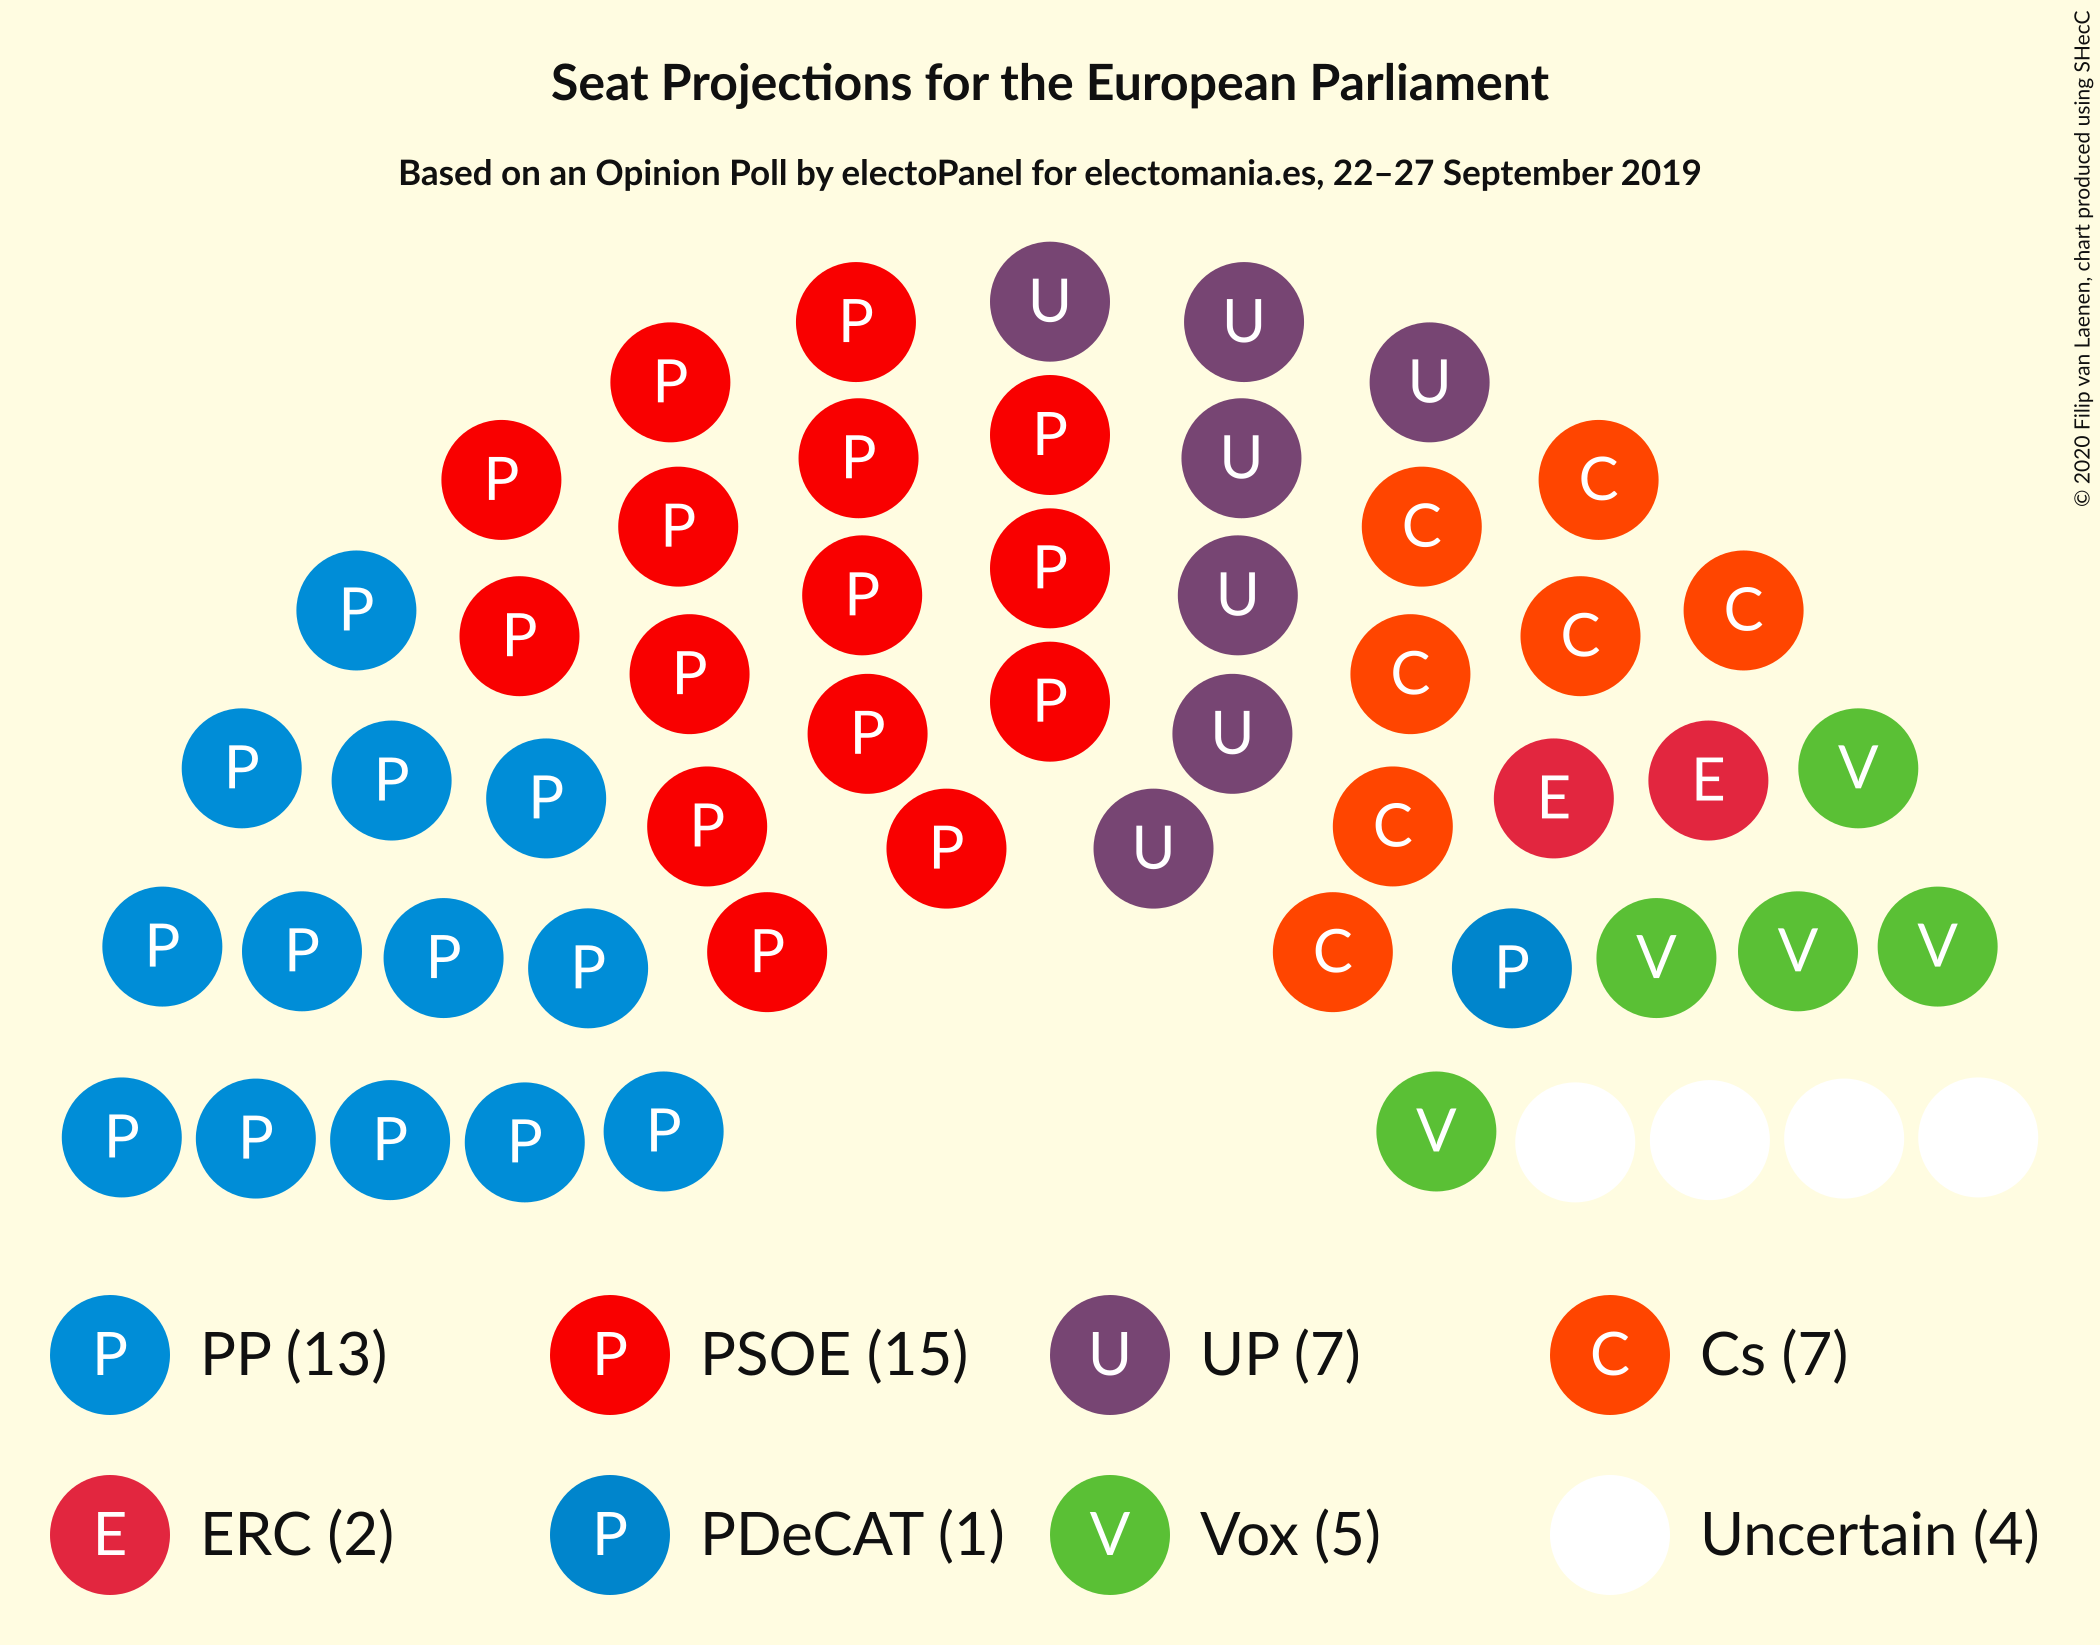 Seat Projections for the European Parliament
Based on an Opinion Poll by electoPanel for electomania.es, 22–27 September 2019
© 2020 Filip van Laenen, chart produced using SHecC
U
P U
P U
P P C
P P U
P C
P P U
P P C C
P P U
P P C
P U
P P P E E V
P C
P U
P P P P P C P V V V
P P P P P V
P PP (13) P PSOE (15) U UP (7) C Cs (7)
E ERC (2) P PDeCAT (1) V Vox (5) Uncertain (4)